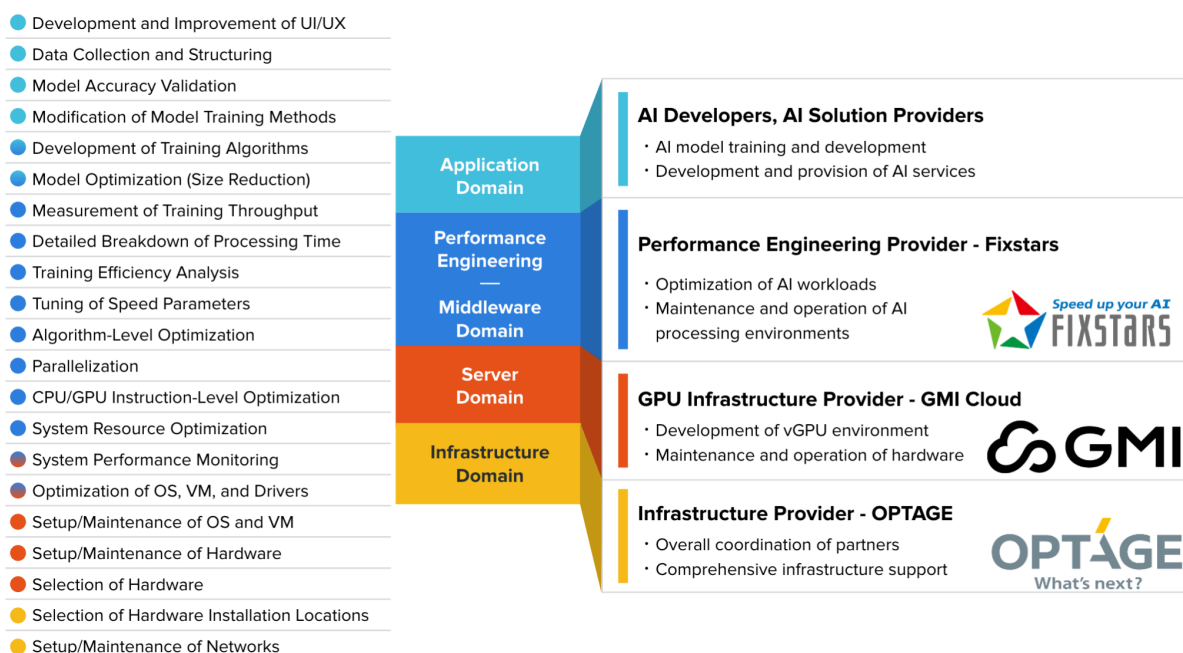 Development and Improvement of UI/UX
Data Collection and Structuring
Model Accuracy Validation
Modification of Model Training Methods
Development of Training Algorithms
Model Optimization (Size Reduction)
Measurement of Training Throughput
Detailed Breakdown of Processing Time
Training Efficiency Analysis
Tuning of Speed Parameters
Algorithm-Level Optimization
Parallelization
CPU/GPU Instruction-Level Optimization
System Resource Optimization
System Performance Monitoring
Optimization of OS, VM, and Drivers
Setup/Maintenance of OS and VM
Setup/Maintenance of Hardware
Selection of Hardware
Selection of Hardware Installation Locations
Setup/Maintenance of Networks
Application
Domain
Performance
Engineering
—
Middleware
Domain
Server
Domain
Infrastructure
Domain
AI Developers, AI Solution Providers
・AI model training and development
・Development and provision of AI services
Performance Engineering Provider - Fixstars
・Optimization of AI workloads
・Maintenance and operation of AI
processing environments
Speed up your AI
FIXSTARS
GPU Infrastructure Provider - GMI Cloud
・Development of vGPU environment
・Maintenance and operation of hardware
GMI
Infrastructure Provider - OPTAGE
・Overall coordination of partners
・Comprehensive infrastructure support
OPTAGE
What's next?